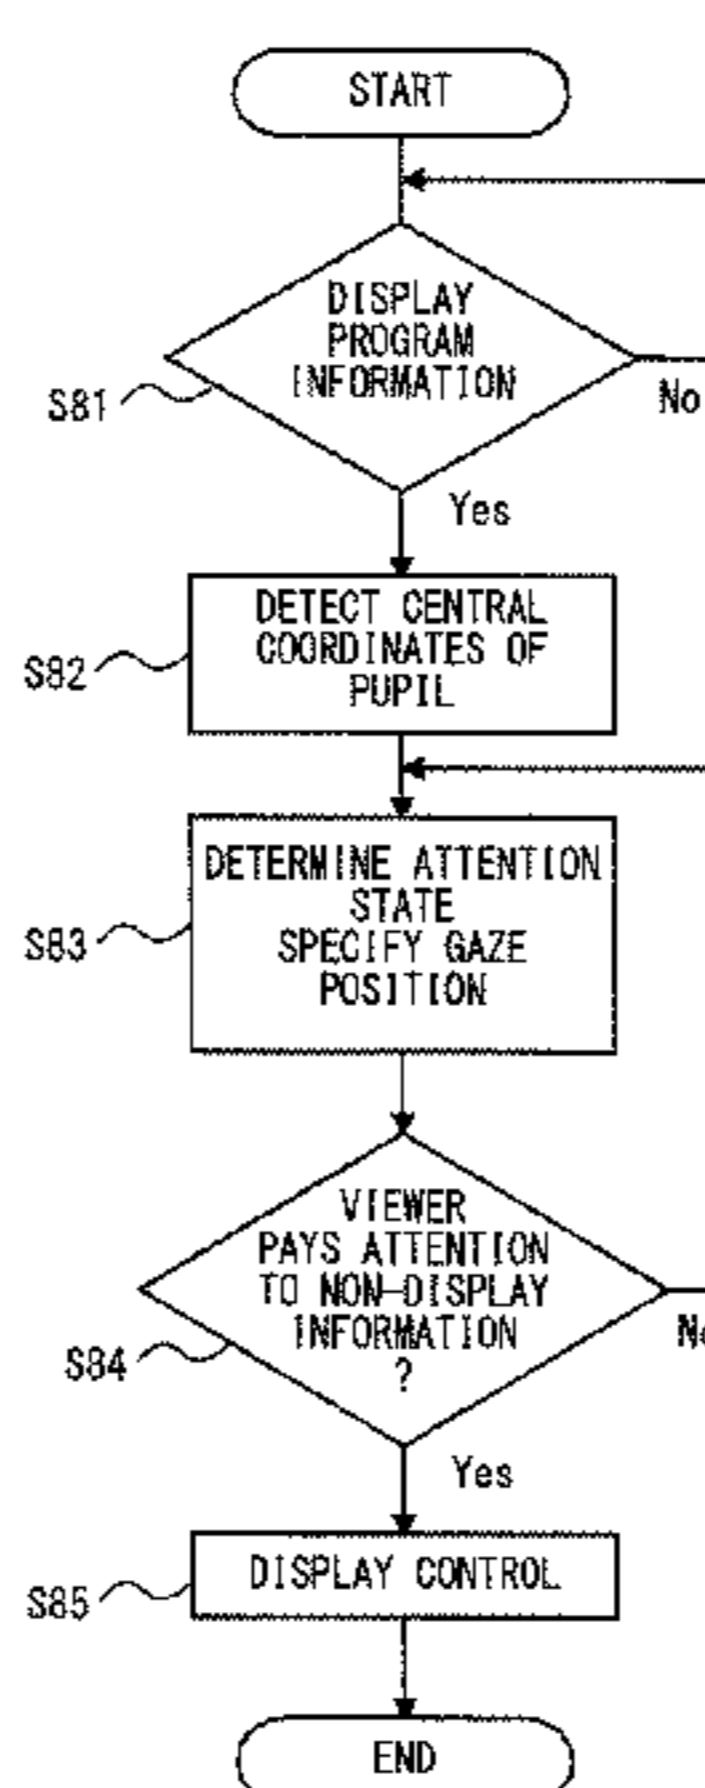 START
DISPLAY
PROGRAM
INFORMATION
S81
No
Yes
DETECT CENTRAL
COORDINATES OF
PUPIL
S82
DETERMINE ATTENTION
STATE
SPECIFY GAZE
POSITION
S83
VIEWER
PAYS ATTENTION
TO NON-DISPLAY
INFORMATION
?
S84
No
Yes
DISPLAY CONTROL
S85
END